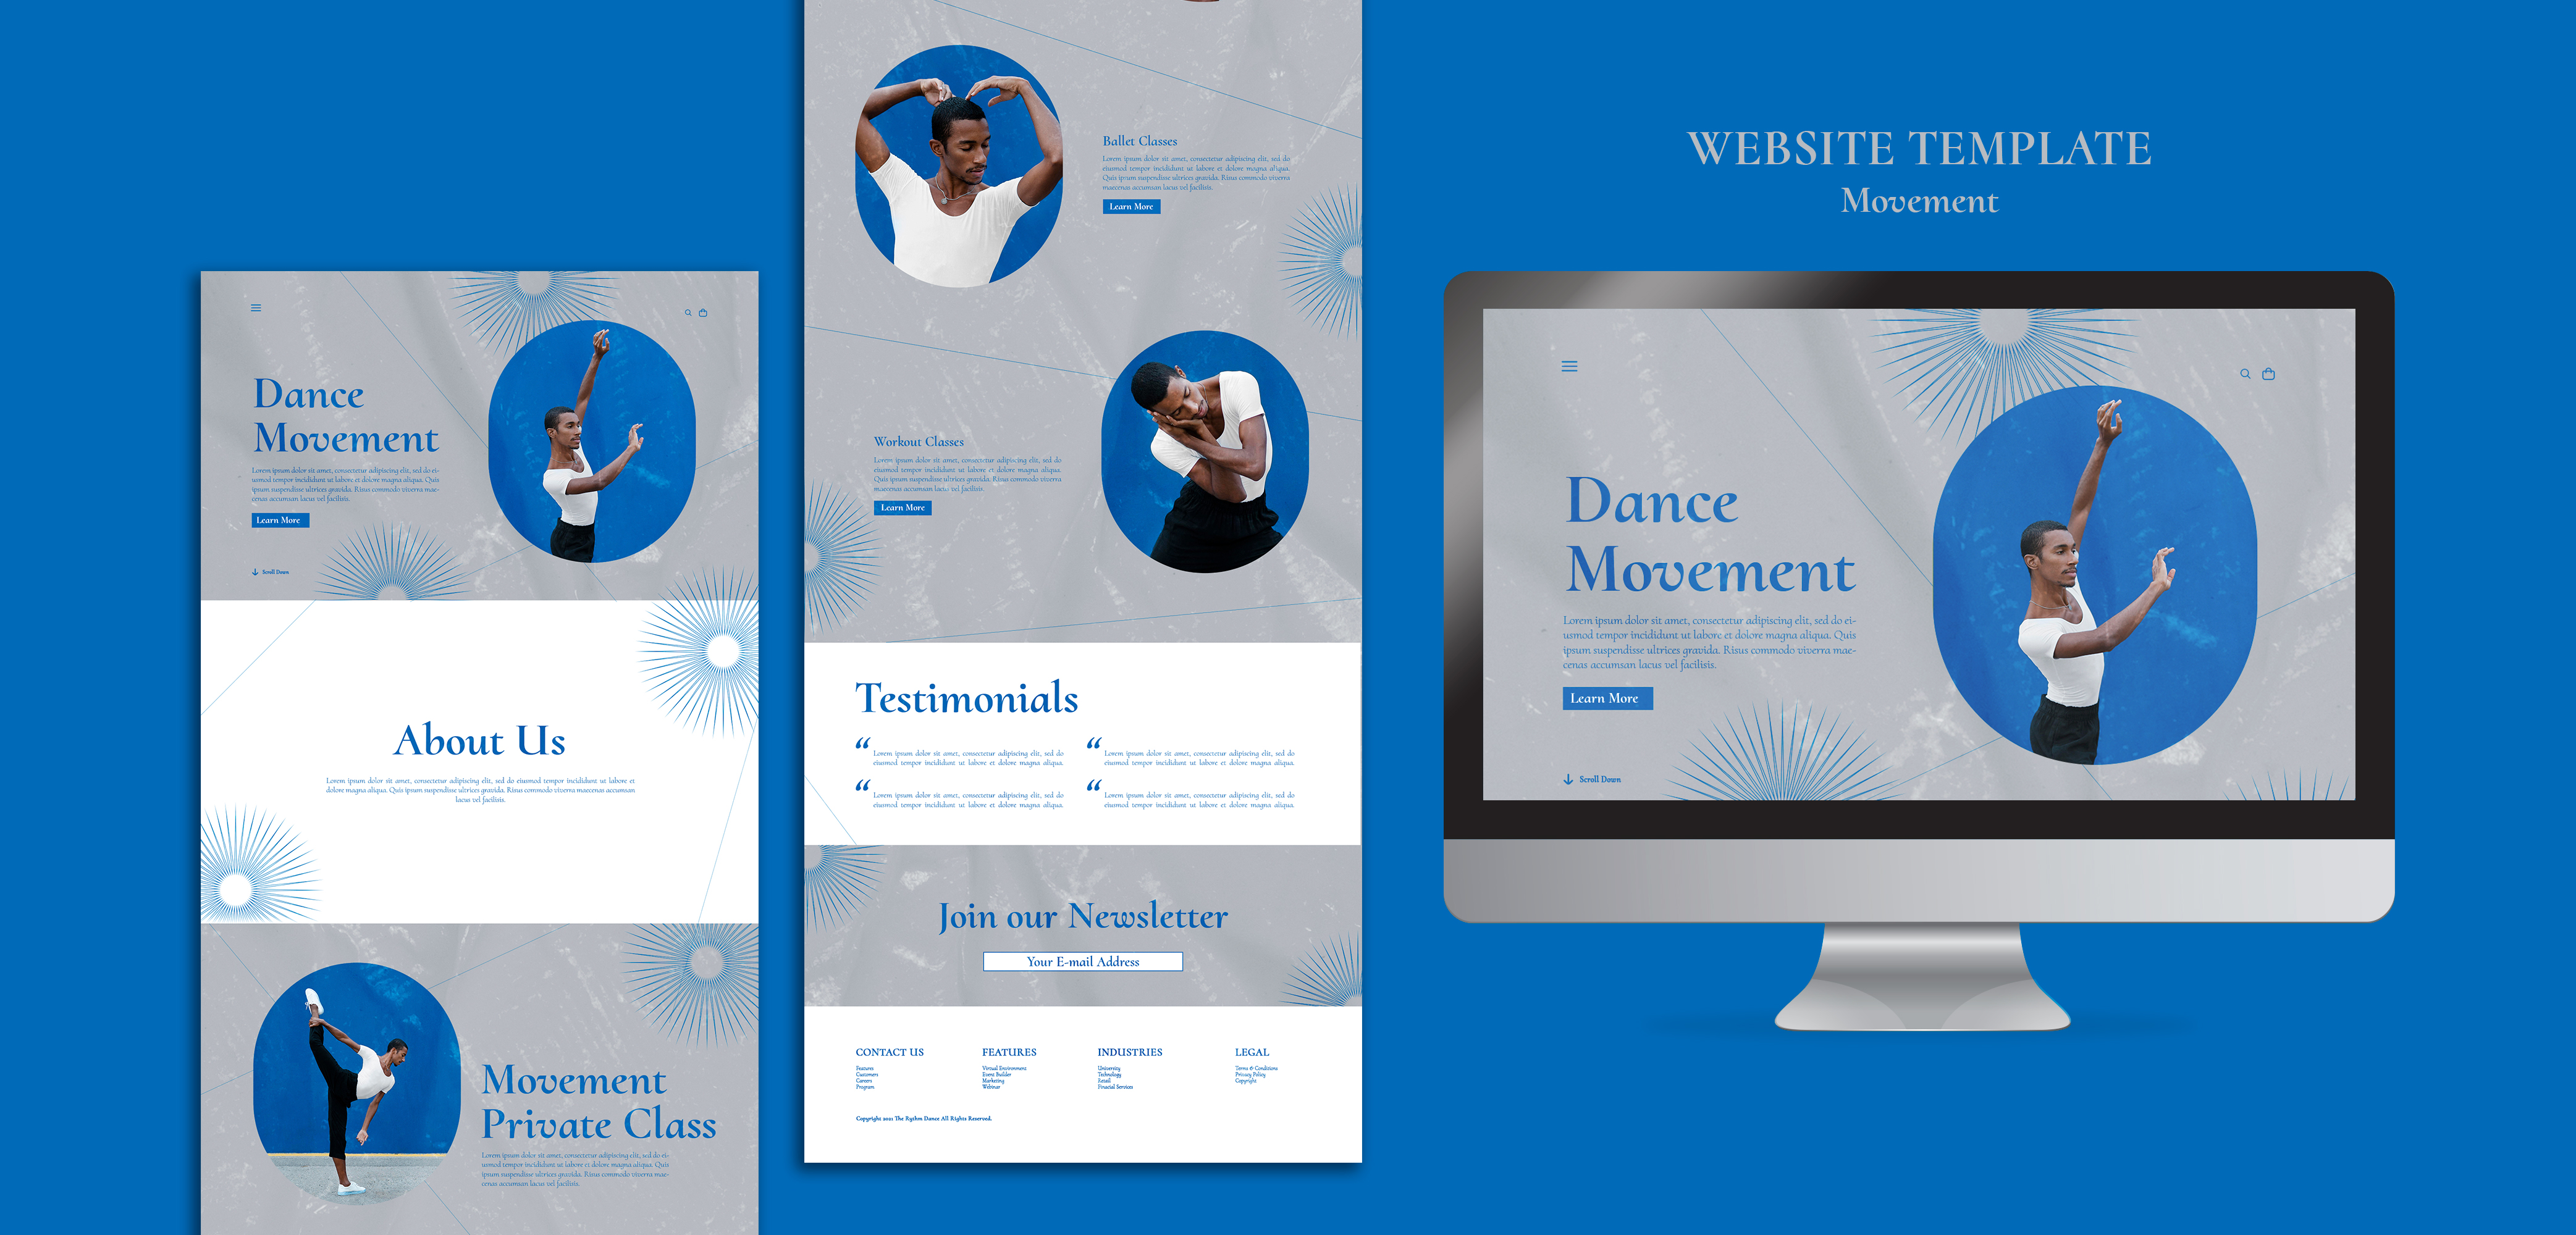 Dance
Movement
Lorem ipsum dolor sit amet, consectetur adipiscing elit, sed do ei-
usmod tempor incididunt ut labore et dolore magna aliqua. Quis
ipsum suspendisse ultrices gravida. Risus commodo viverra mae-
cenas accumsan lacus vel facilisis.
Learn More
Scroll Down
About Us
Lorem ipsum dolor sit amet, consectetur adipiscing elit, sed do eiusmod tempor incididunt ut labore et
dolore magna aliqua. Quis ipsum suspendisse ultrices gravida. Risus commodo viverra maecenas accumsan
lacus vel facilisis.
Movement
Private Class
Lorem ipsum dolor sit amet, consectetur adipiscing elit, sed do ei-
usmod tempor incididunt ut labore et dolore magna aliqua. Quis
ipsum suspendisse ultrices gravida. Risus commodo viverra mae-
cenas accumsan lacus vel facilisis.
Ballet Classes
Lorem ipsum dolor sit amet, consectetur adipiscing elit, sed do
eiusmod tempor incididunt ut labore et dolore magna aliqua.
Quis ipsum suspendisse ultrices gravida. Risus commodo viverra
maecenas accumsan lacus vel facilisis.
Learn More
Workout Classes
Lorem ipsum dolor sit amet, consectetur adipiscing elit, sed do
eiusmod tempor incididunt ut labore et dolore magna aliqua.
Quis ipsum suspendisse ultrices gravida. Risus commodo viverra
maecenas accumsan lacus vel facilisis.
Learn More
Testimonials
“ Lorem ipsum dolor sit amet, consectetur adipiscing elit, sed do
eiusmod tempor incididunt ut labore et dolore magna aliqua.
“ Lorem ipsum dolor sit amet, consectetur adipiscing elit, sed do
eiusmod tempor incididunt ut labore et dolore magna aliqua.
“ Lorem ipsum dolor sit amet, consectetur adipiscing elit, sed do
eiusmod tempor incididunt ut labore et dolore magna aliqua.
“ Lorem ipsum dolor sit amet, consectetur adipiscing elit, sed do
eiusmod tempor incididunt ut labore et dolore magna aliqua.
Join our Newsletter
Your E-mail Address
CONTACT US
Features
Customers
Careers
Program
FEATURES
Virtual Environment
Event Builder
Marketing
Webinar
INDUSTRIES
University
Technology
Retail
Finacial Services
LEGAL
Terms & Conditions
Privacy Policy
Copyright
Copyright 2021 The Rythm Dance All Rights Reserved.
WEBSITE TEMPLATE
Movement
Dance
Movement
Lorem ipsum dolor sit amet, consectetur adipiscing elit, sed do ei-
usmod tempor incididunt ut labore et dolore magna aliqua. Quis
ipsum suspendisse ultrices gravida. Risus commodo viverra mae-
cenas accumsan lacus vel facilisis.
Learn More
Scroll Down